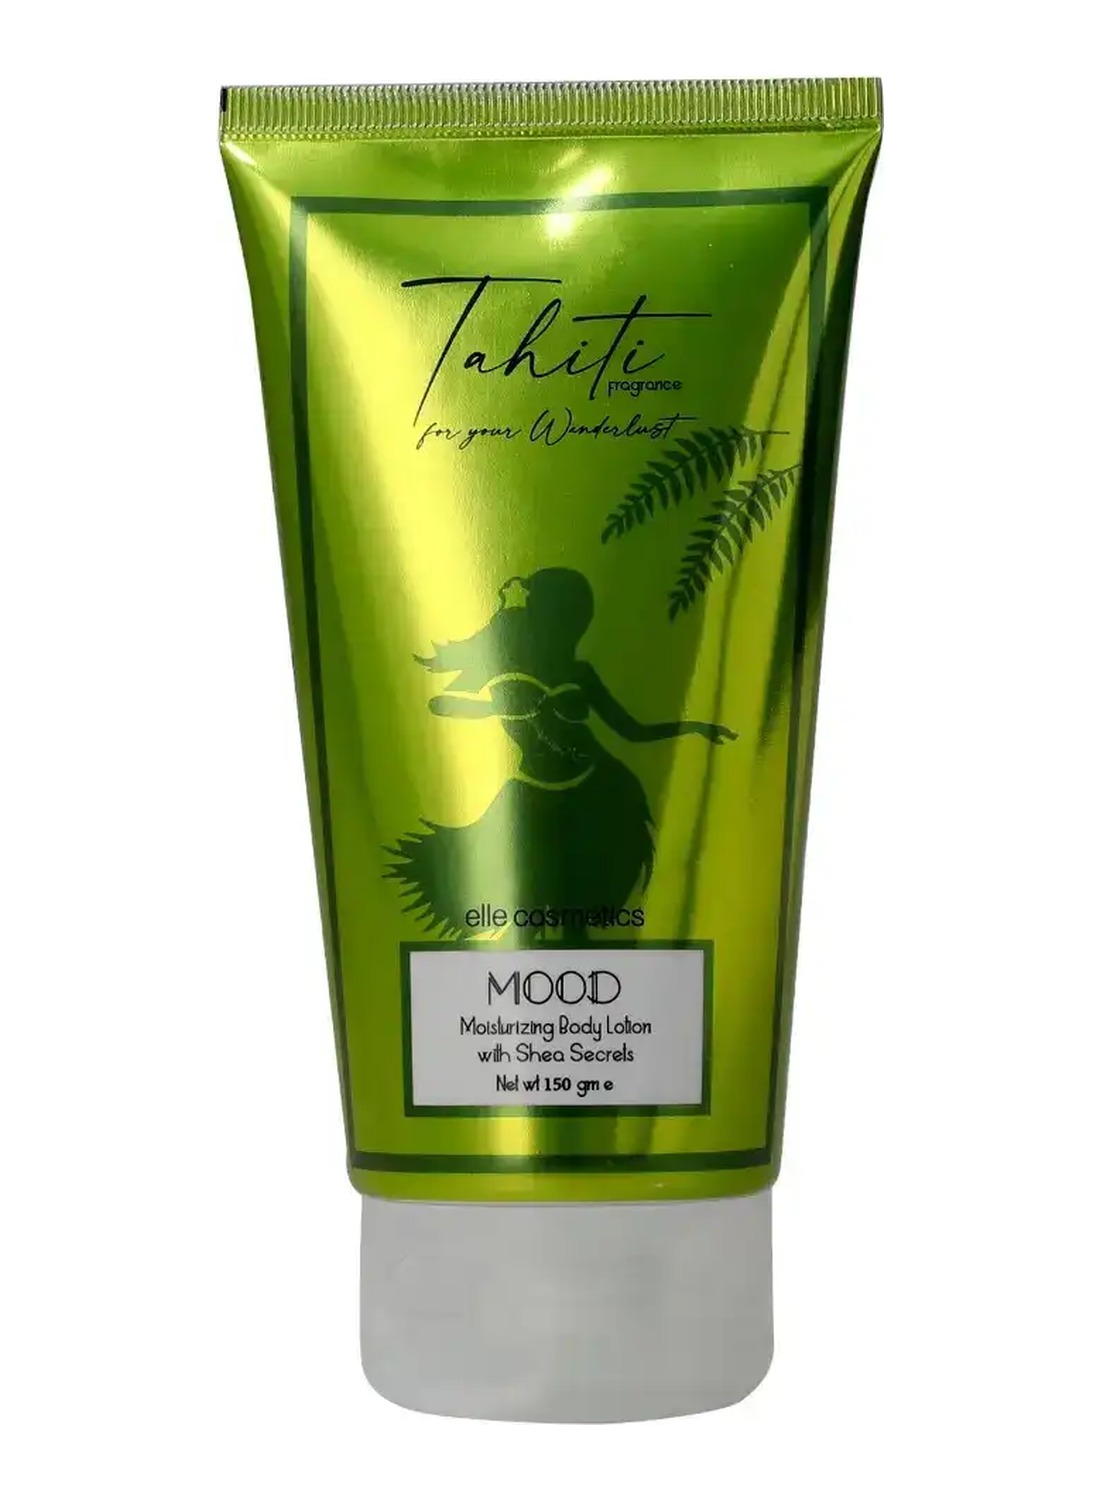 Tahiti
fragrance
for your Wanderlust
elle cosmetics
MOOD
Moisturizing Body Lotion
with Shea Secrets
Net wt 150 gm e